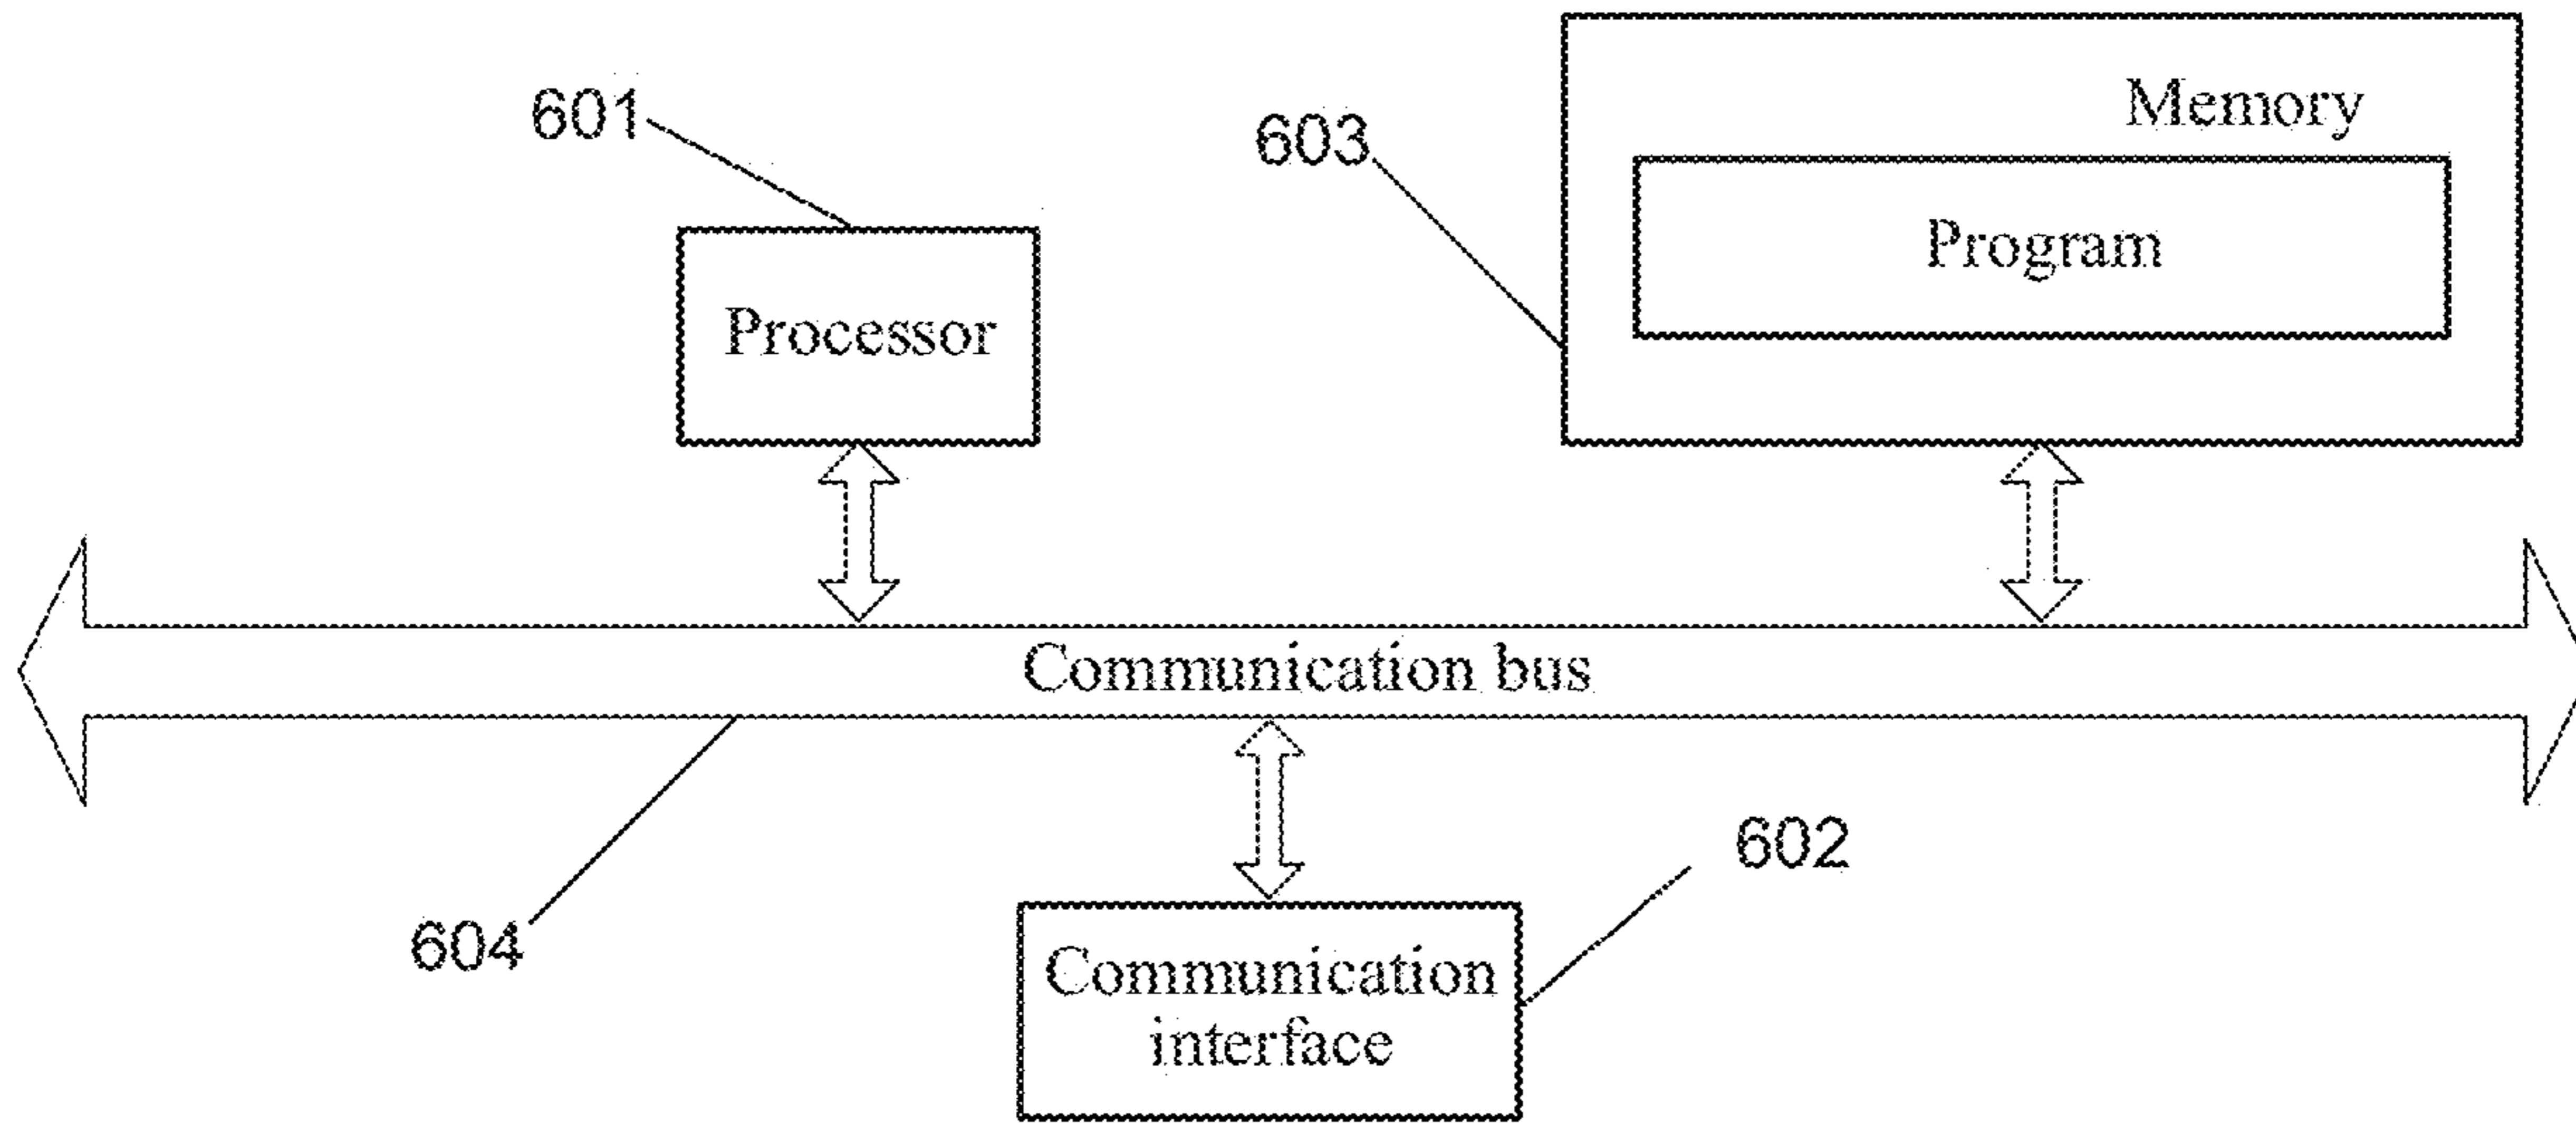 Memory
601
603
Program
Processor
Communication bus
602
604
Communication
interface